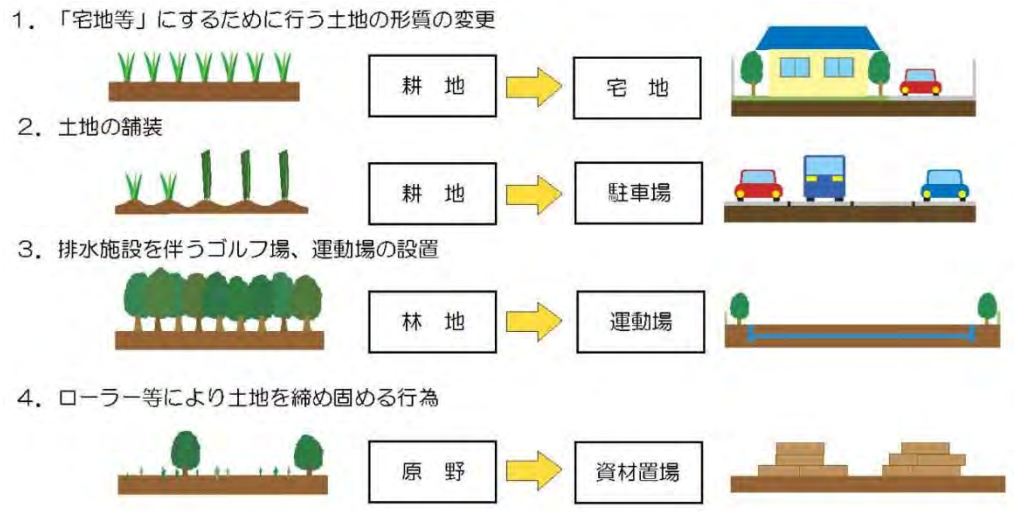 1．「宅地等」にするために行う土地の形質の変更
耕　地
宅　地
2．土地の舗装
耕　地
駐車場
3．排水施設を伴うゴルフ場、運動場の設置
林　地
運動場
4．ローラー等により土地を締め固める行為
原　野
資材置場